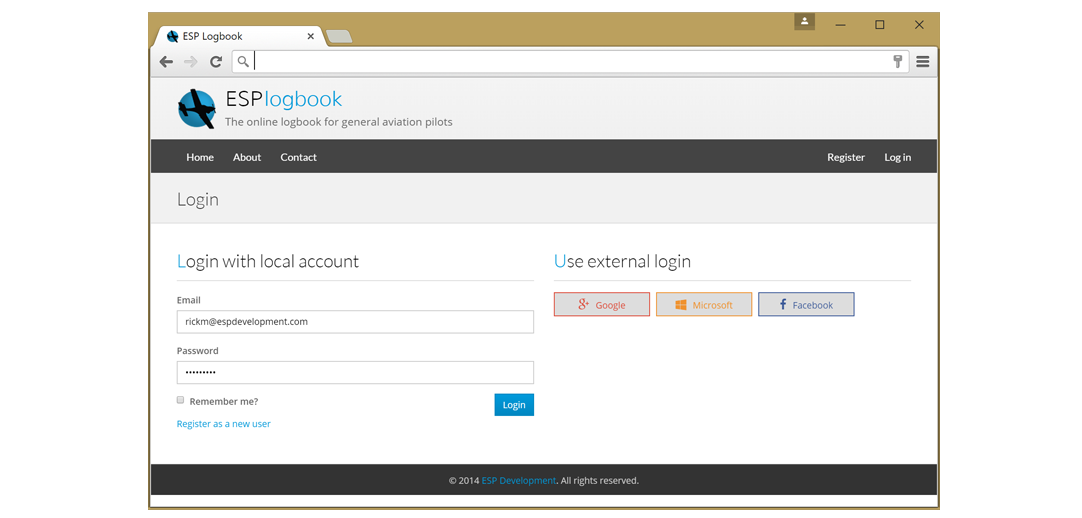 ESP Logbook
ESPlogbook
The online logbook for general aviation pilots
Home About Contact Register Log in
Login
Login with local account
Use external login
Email
rickm@espdevelopment.com
Google Microsoft Facebook
Password
•••••••••
Remember me?
Login
Register as a new user
© 2014 ESP Development. All rights reserved.